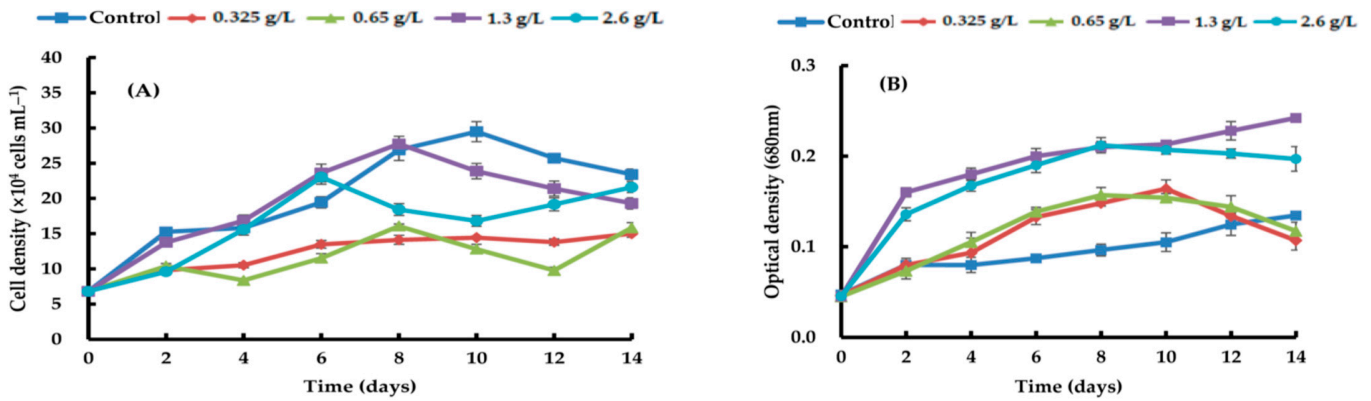 Control 0.325 g/L 0.65 g/L 1.3 g/L 2.6 g/L
(A)
Cell density (×10⁴ cells mL⁻¹)
40
35
30
25
20
15
10
5
0
0 2 4 6 8 10 12 14
Time (days)
Control 0.325 g/L 0.65 g/L 1.3 g/L 2.6 g/L
(B)
Optical density (680nm)
0.3
0.2
0.1
0.0
0 2 4 6 8 10 12 14
Time (days)